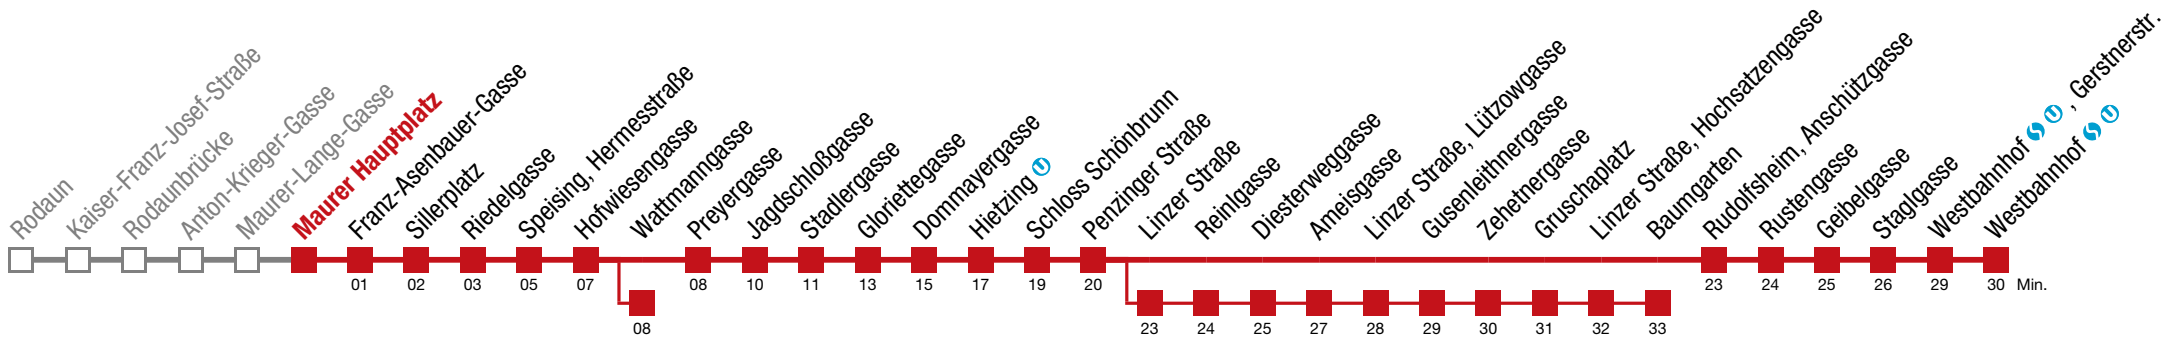 Rodaun
Kaiser-Franz-Josef-Straße
Rodaunbrücke
Anton-Krieger-Gasse
Maurer-Lange-Gasse
Maurer Hauptplatz
Franz-Asenbauer-Gasse
Sillerplatz
Riedelgasse
Speising, Hermesstraße
Hofwiesengasse
Wattmanngasse
Preyergasse
Jagdschloßgasse
Stadlergasse
Gloriettegasse
Dommayergasse
Hietzing U
Schloss Schönbrunn
Penzinger Straße
Linzer Straße
Reinlgasse
Diesterweggasse
Ameisgasse
Linzer Straße, Lützowgasse
Gusenleithnergasse
Zehetnergasse
Gruschaplatz
Linzer Straße, Hochsatzengasse
Baumgarten
Rudolfsheim, Anschützgasse
Rustengasse
Geibelgasse
Staglgasse
Westbahnhof S U, Gerstnerstr.
Westbahnhof S U
01 02 03 05 07 08 10 11 13 15 17 19 20 23 24 25 26 29 30 Min.
08 23 24 25 27 28 29 30 31 32 33